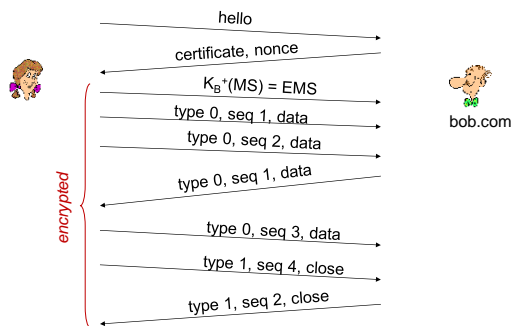 hello
certificate, nonce
K_B^+(MS) = EMS
type 0, seq 1, data
type 0, seq 2, data
bob.com
type 0, seq 1, data
encrypted
type 0, seq 3, data
type 1, seq 4, close
type 1, seq 2, close